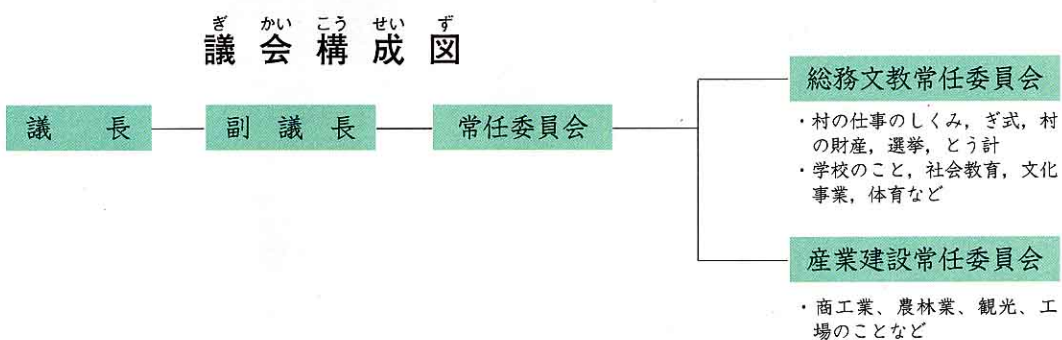 ぎ かい こう せい ず
議会構成図
議長
副議長
常任委員会
総務文教常任委員会
・村の仕事のしくみ，ぎ式，村
の財産，選挙，とう計
・学校のこと，社会教育，文化
事業，体育など
産業建設常任委員会
・商工業、農林業、観光、工
場のことなど